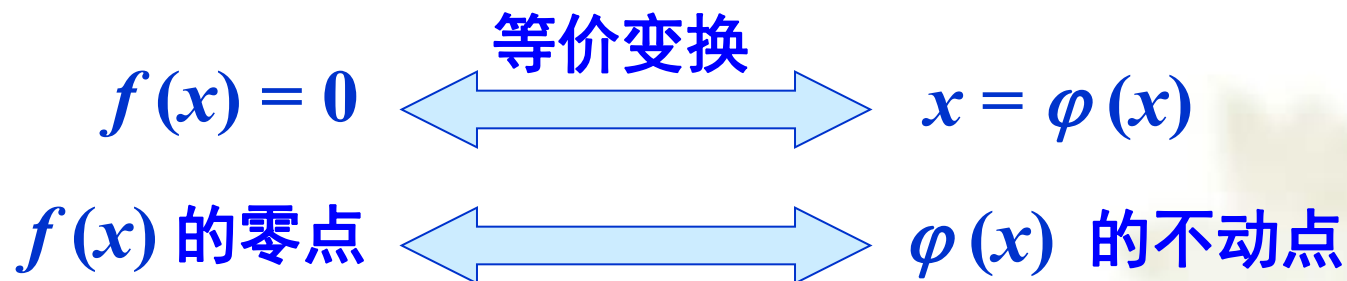 等价变换
f (x) = 0 x = φ (x)
f (x) 的零点 φ (x) 的不动点